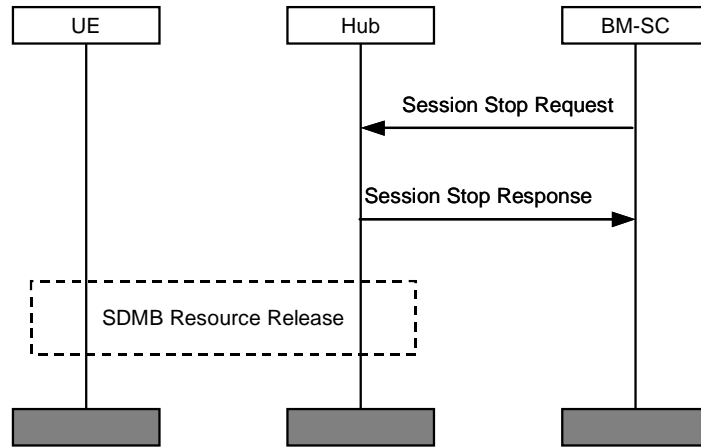 UE
Hub
BM-SC
Session Stop Request
Session Stop Response
SDMB Resource Release